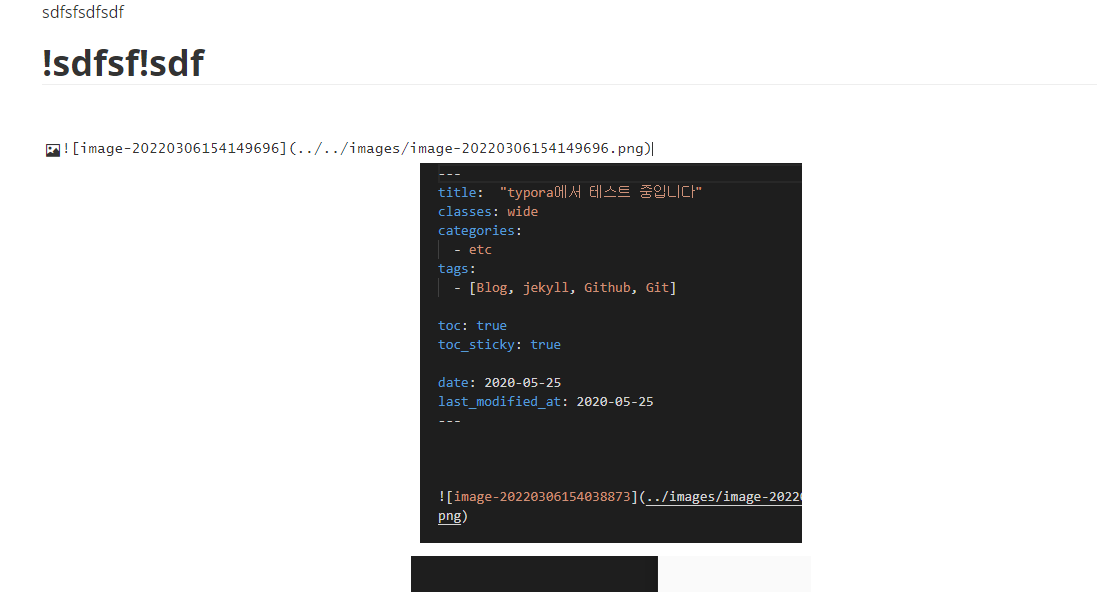 sdfsfsdfsdf
!sdfsf!sdf
![image-20220306154149696](../../images/image-20220306154149696.png)
---
title:  "typora에서 테스트 중입니다"
classes: wide
categories:
  - etc
tags:
  - [Blog, jekyll, Github, Git]
toc: true
toc_sticky: true
date: 2020-05-25
last_modified_at: 2020-05-25
---
![image-20220306154038873](../images/image-2022
png)